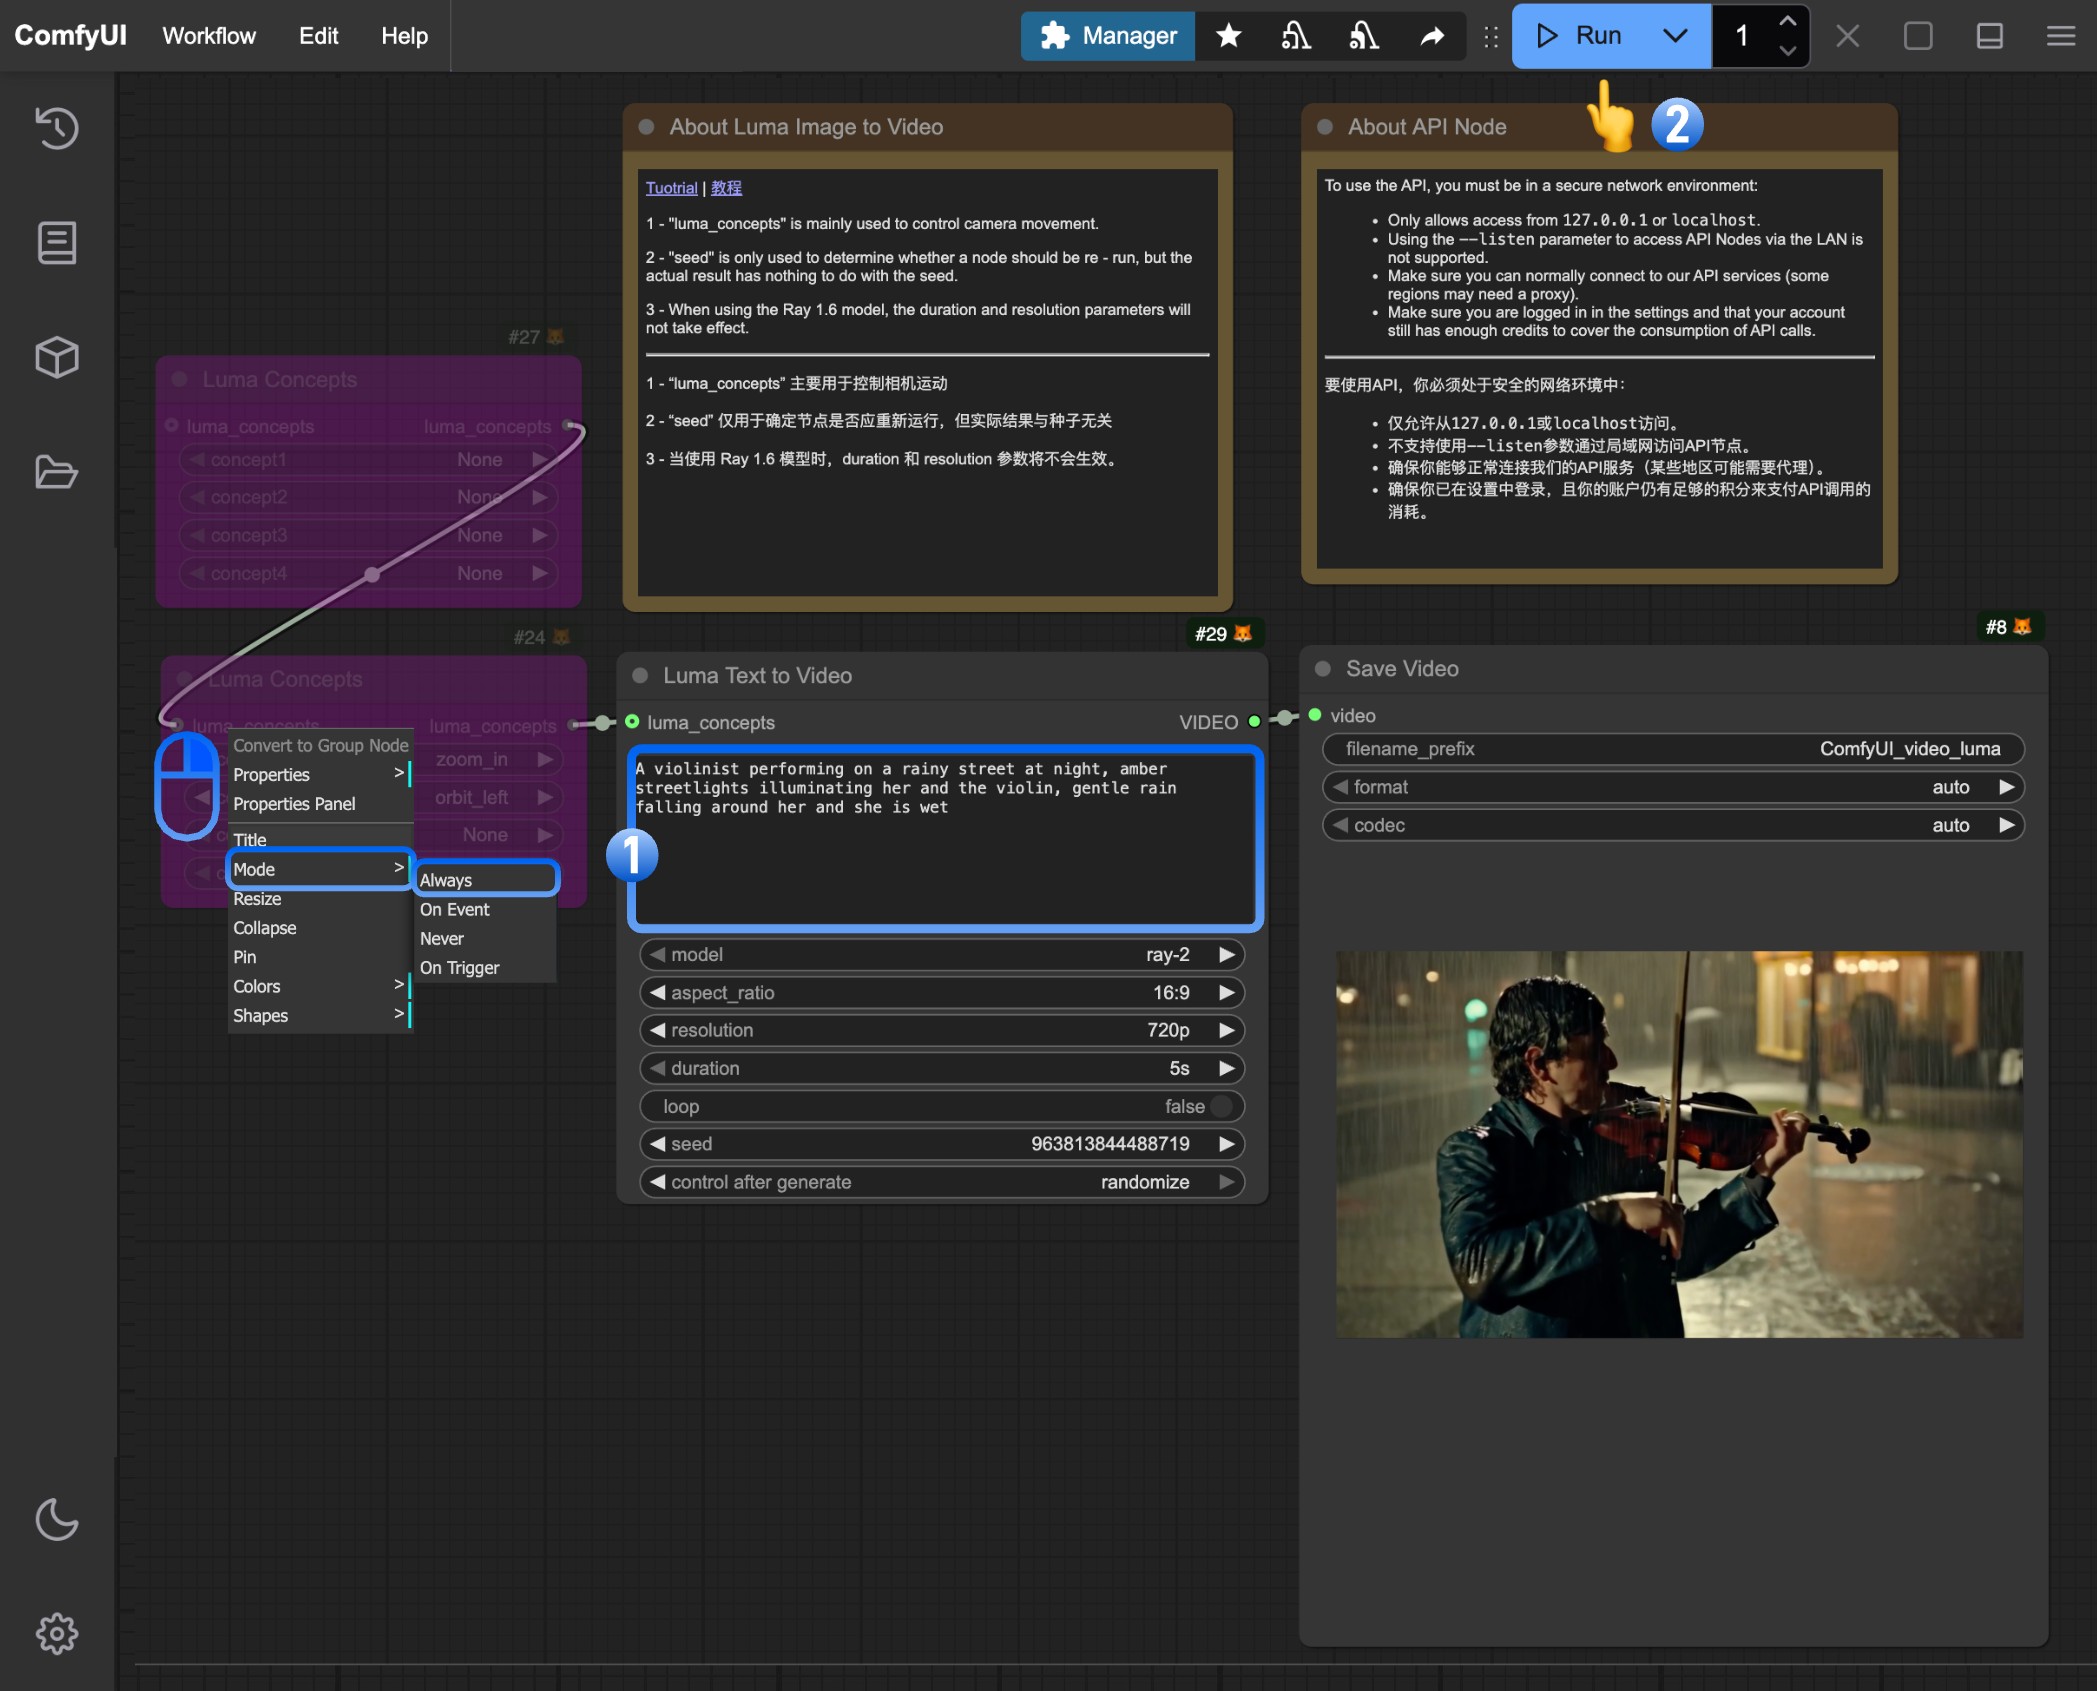 ComfyUI
Workflow
Edit
Help
Manager
Run
1
2
About Luma Image to Video
Tuotrial | 教程
1 - "luma_concepts" is mainly used to control camera movement.
2 - "seed" is only used to determine whether a node should be re - run, but the
actual result has nothing to do with the seed.
3 - When using the Ray 1.6 model, the duration and resolution parameters will
not take effect.
1 - “luma_concepts” 主要用于控制相机运动
2 - “seed” 仅用于确定节点是否应重新运行，但实际结果与种子无关
3 - 当使用 Ray 1.6 模型时，duration 和 resolution 参数将不会生效。
About API Node
To use the API, you must be in a secure network environment:
• Only allows access from 127.0.0.1 or localhost.
• Using the --listen parameter to access API Nodes via the LAN is
not supported.
• Make sure you can normally connect to our API services (some
regions may need a proxy).
• Make sure you are logged in in the settings and that your account
still has enough credits to cover the consumption of API calls.
要使用API，你必须处于安全的网络环境中：
• 仅允许从127.0.0.1或localhost访问。
• 不支持使用--listen参数通过局域网访问API节点。
• 确保你能够正常连接我们的API服务（某些地区可能需要代理）。
• 确保你已在设置中登录，且你的账户仍有足够的积分来支付API调用的
消耗。
#27
Luma Concepts
luma_concepts luma_concepts
concept1 None
concept2 None
concept3 None
concept4 None
#24
Luma Concepts
luma_concepts luma_concepts
zoom_in
orbit_left
None
Convert to Group Node
Properties >
Properties Panel
Title
Mode >
Resize
Collapse
Pin
Colors >
Shapes >
Always
On Event
Never
On Trigger
#29
Luma Text to Video
luma_concepts VIDEO
A violinist performing on a rainy street at night, amber
streetlights illuminating her and the violin, gentle rain
falling around her and she is wet
1
model ray-2
aspect_ratio 16:9
resolution 720p
duration 5s
loop false
seed 963813844488719
control after generate randomize
#8
Save Video
video
filename_prefix ComfyUI_video_luma
format auto
codec auto